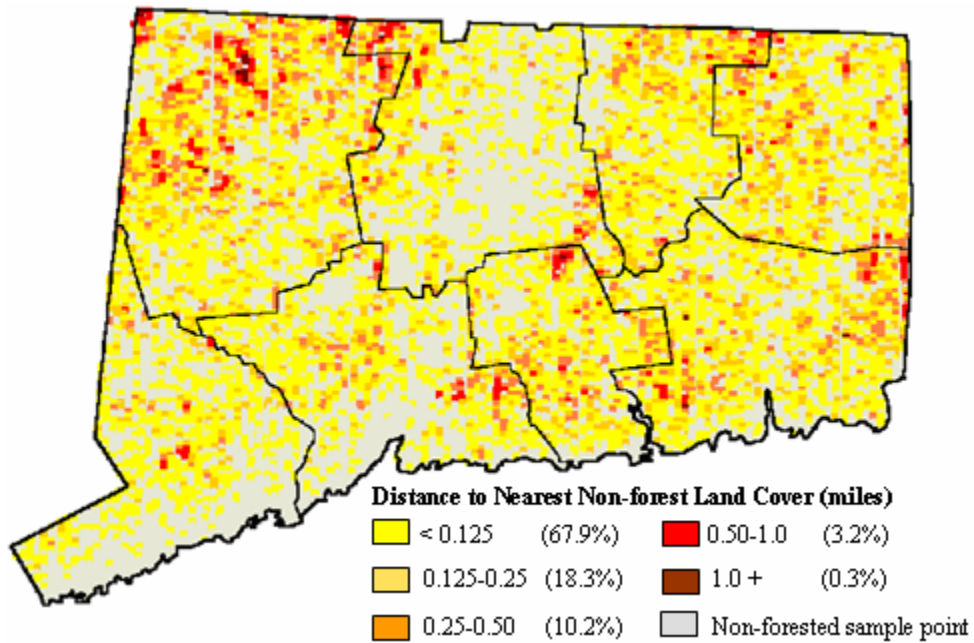 Distance to Nearest Non-forest Land Cover (miles)
< 0.125 (67.9%)
0.50-1.0 (3.2%)
0.125-0.25 (18.3%)
1.0 + (0.3%)
0.25-0.50 (10.2%)
Non-forested sample point